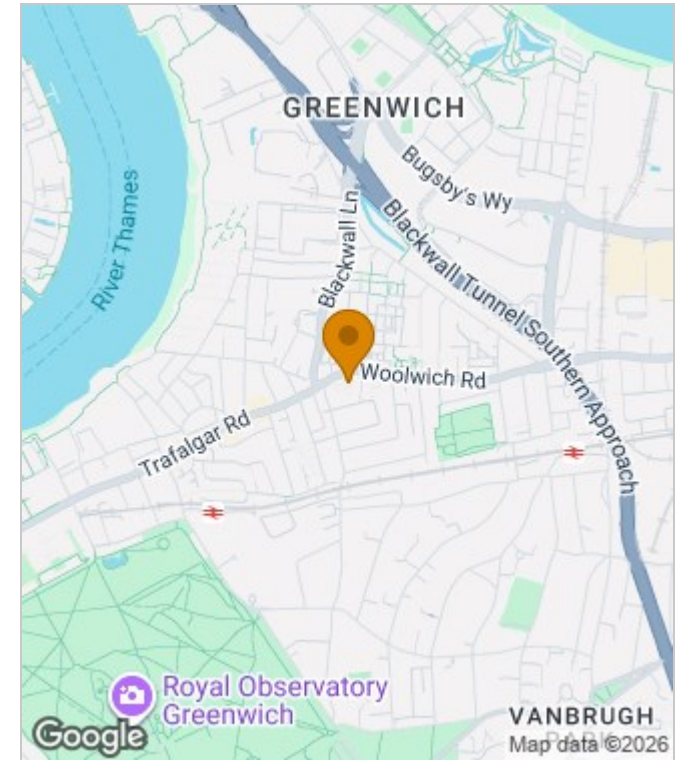 GREENWICH
Bugsby's Wy
Blackwall Ln
River Thames
Blackwall Tunnel Southern Approach
Woolwich Rd
Trafalgar Rd
Royal Observatory
Greenwich
VANBRUGH
PARK
Google
Map data ©2026